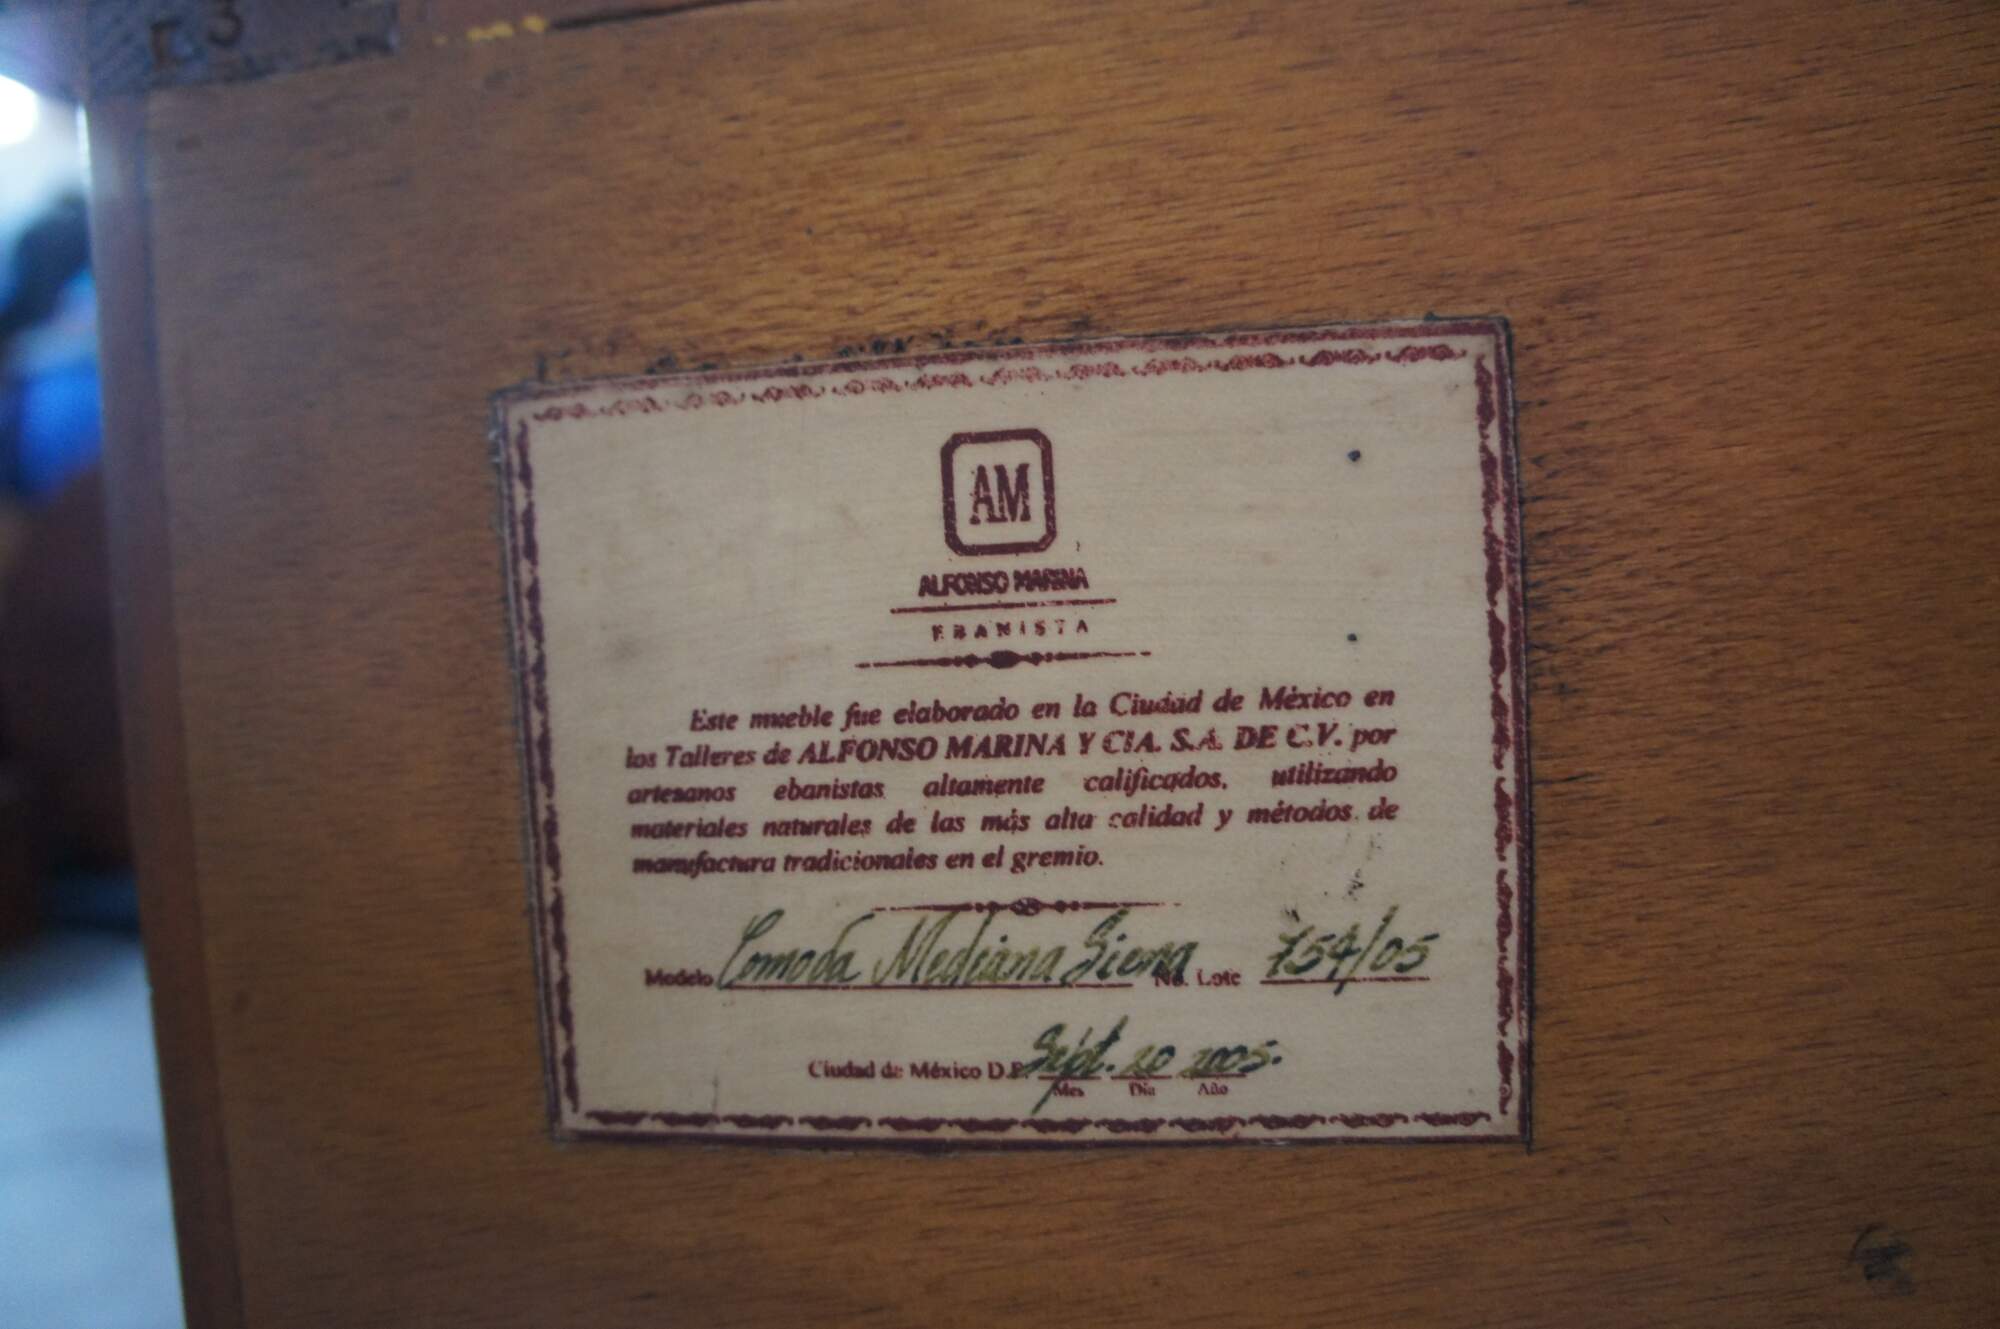 3
AM
ALFONSO MARINA
EBANISTA
Este mueble fue elaborado en la Ciudad de México en
los Talleres de ALFONSO MARINA Y CIA. S.A. DE C.V. por
artesanos ebanistas altamente calificados, utilizando
materiales naturales de las más alta calidad y métodos de
manufactura tradicionales en el gremio.
Modelo Comoda Mediana Siena No. Lote 754/05
Ciudad de México D.F. Sept. 20 2005.
Mes Día Año